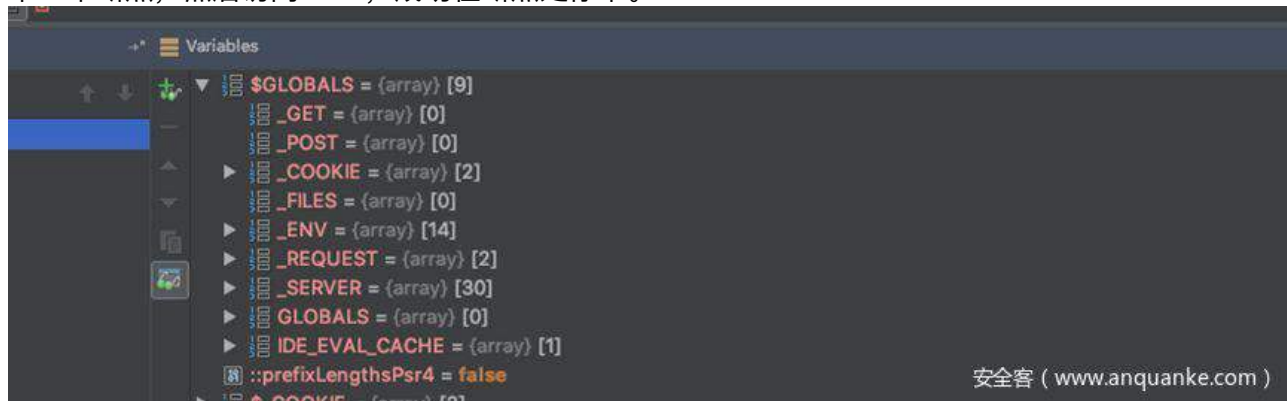 Variables
$GLOBALS = {array} [9]
_GET = {array} [0]
_POST = {array} [0]
_COOKIE = {array} [2]
_FILES = {array} [0]
_ENV = {array} [14]
_REQUEST = {array} [2]
_SERVER = {array} [30]
GLOBALS = {array} [0]
IDE_EVAL_CACHE = {array} [1]
::prefixLengthsPsr4 = false
安全客 ( www.anquanke.com )